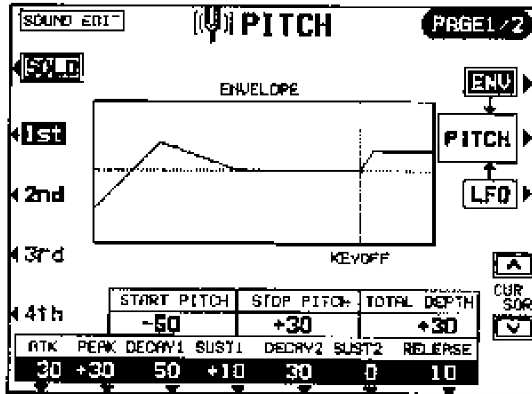 SOUND EDIT
PITCH
PAGE1/2
SOLO
ENV
ENVELOPE
1st
PITCH
2nd
LFO
3rd
KEYOFF
CURSOR
4th
START PITCH STOP PITCH TOTAL DEPTH
-50 +30 +30
ATK PEAK DECAY1 SUST1 DECAY2 SUST2 RELEASE
30 +30 50 +10 30 0 10